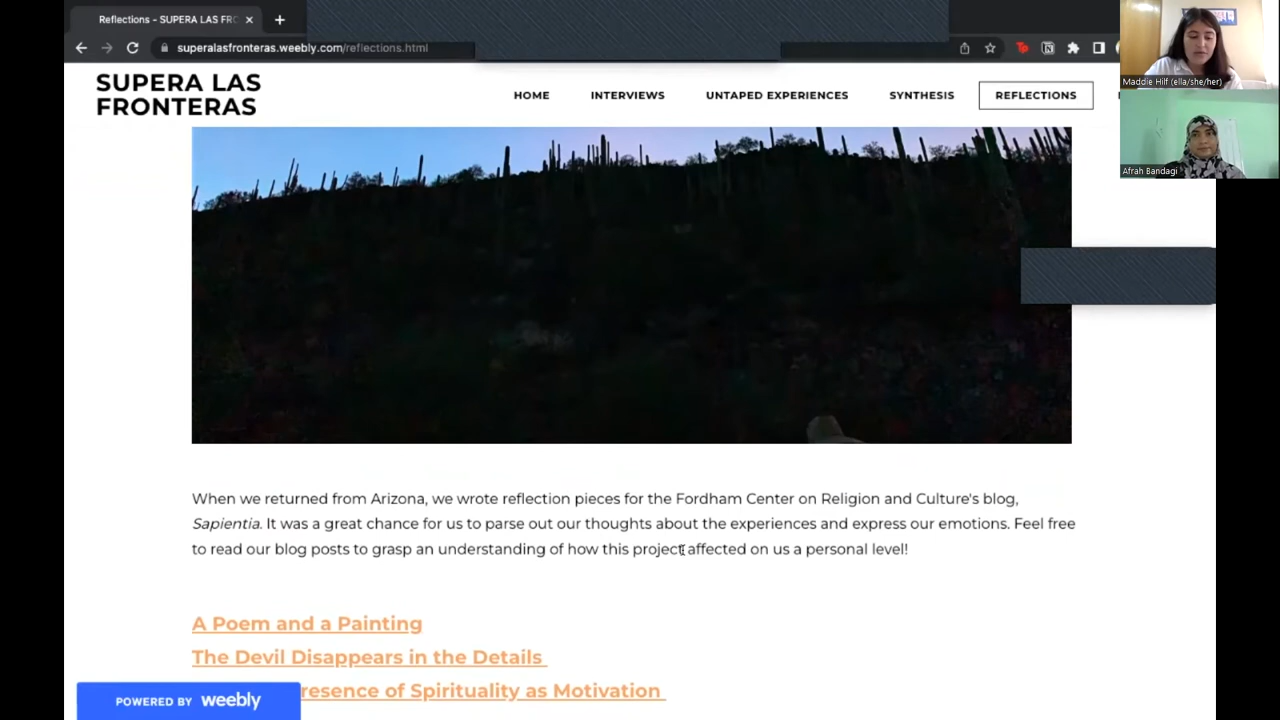 Reflections - SUPERA LAS FRO
superalasfronteras.weebly.com/reflections.html
SUPERA LAS
FRONTERAS
HOME
INTERVIEWS
UNTAPED EXPERIENCES
SYNTHESIS
REFLECTIONS
Maddie Hilf (ella/she/her)
Afrah Bandagi
When we returned from Arizona, we wrote reflection pieces for the Fordham Center on Religion and Culture's blog,
Sapientia. It was a great chance for us to parse out our thoughts about the experiences and express our emotions. Feel free
to read our blog posts to grasp an understanding of how this project affected on us a personal level!
A Poem and a Painting
The Devil Disappears in the Details
resence of Spirituality as Motivation
POWERED BY weebly